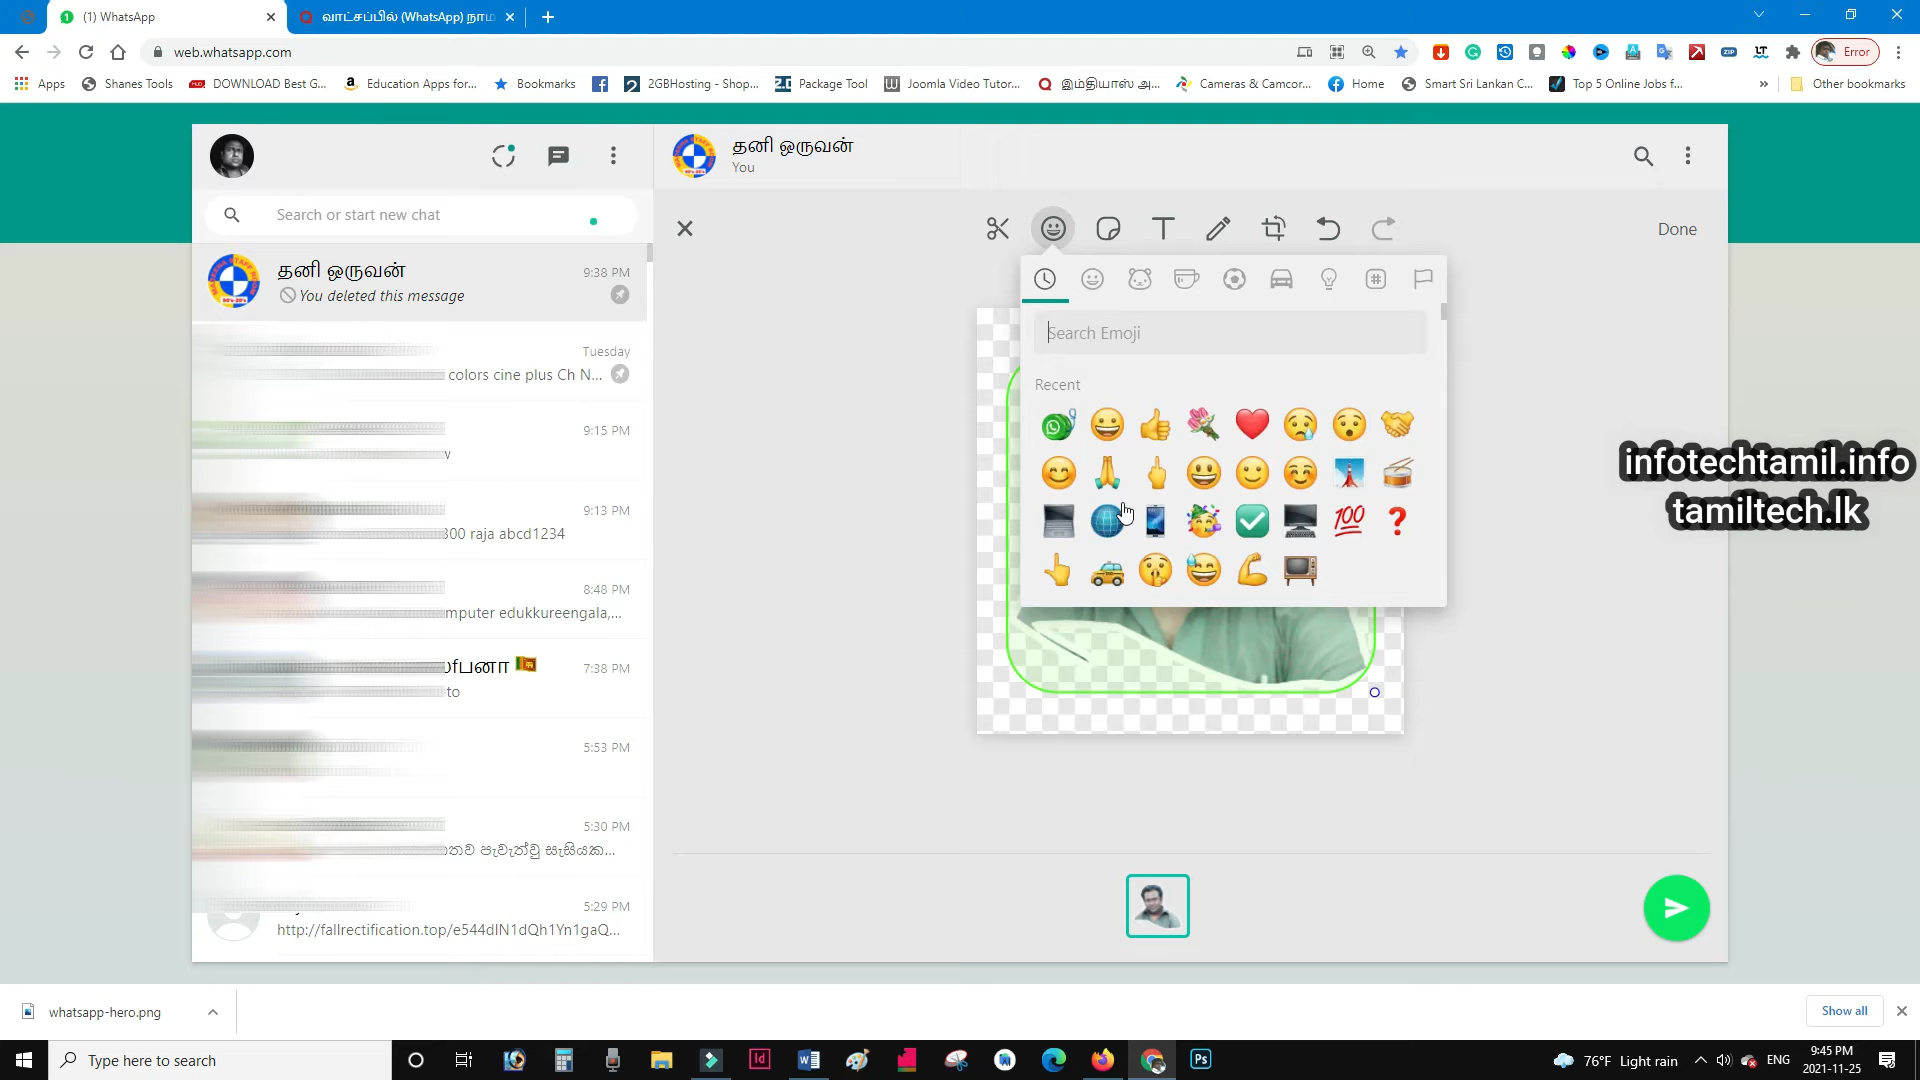 (1) WhatsApp
வாட்சப்பில் (WhatsApp) நாம
web.whatsapp.com
Error
Apps
Shanes Tools
DOWNLOAD Best G...
Education Apps for...
Bookmarks
2GBHosting - Shop...
Package Tool
Joomla Video Tutor...
இம்தியாஸ் அ...
Cameras & Camcor...
Home
Smart Sri Lankan C...
Top 5 Online Jobs f...
Other bookmarks
தனி ஒருவன்
You
Search or start new chat
Done
தனி ஒருவன்
9:38 PM
You deleted this message
Tuesday
colors cine plus Ch N...
9:15 PM
9:13 PM
raja abcd1234
8:48 PM
edukkureengala,...
7:38 PM
to
5:53 PM
5:30 PM
5:29 PM
http://fallrectification.top/e544dlN1dQh1Yn1gaQ...
Search Emoji
Recent
100
infotechtamil.info
tamiltech.lk
whatsapp-hero.png
Show all
Type here to search
76°F Light rain
ENG
9:45 PM
2021-11-25